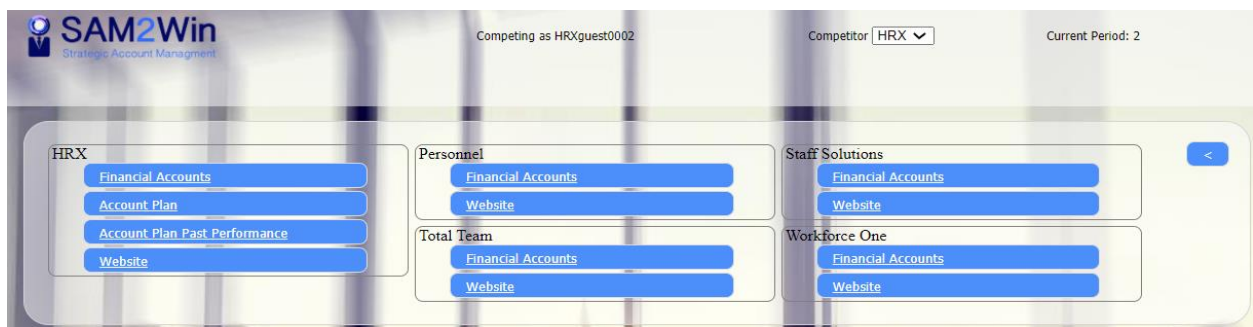 SAM2Win
Strategic Account Managment
Competing as HRXguest0002
Competitor HRX
Current Period: 2
HRX
Financial Accounts
Account Plan
Account Plan Past Performance
Website
Personnel
Financial Accounts
Website
Staff Solutions
Financial Accounts
Website
<
Total Team
Financial Accounts
Website
Workforce One
Financial Accounts
Website